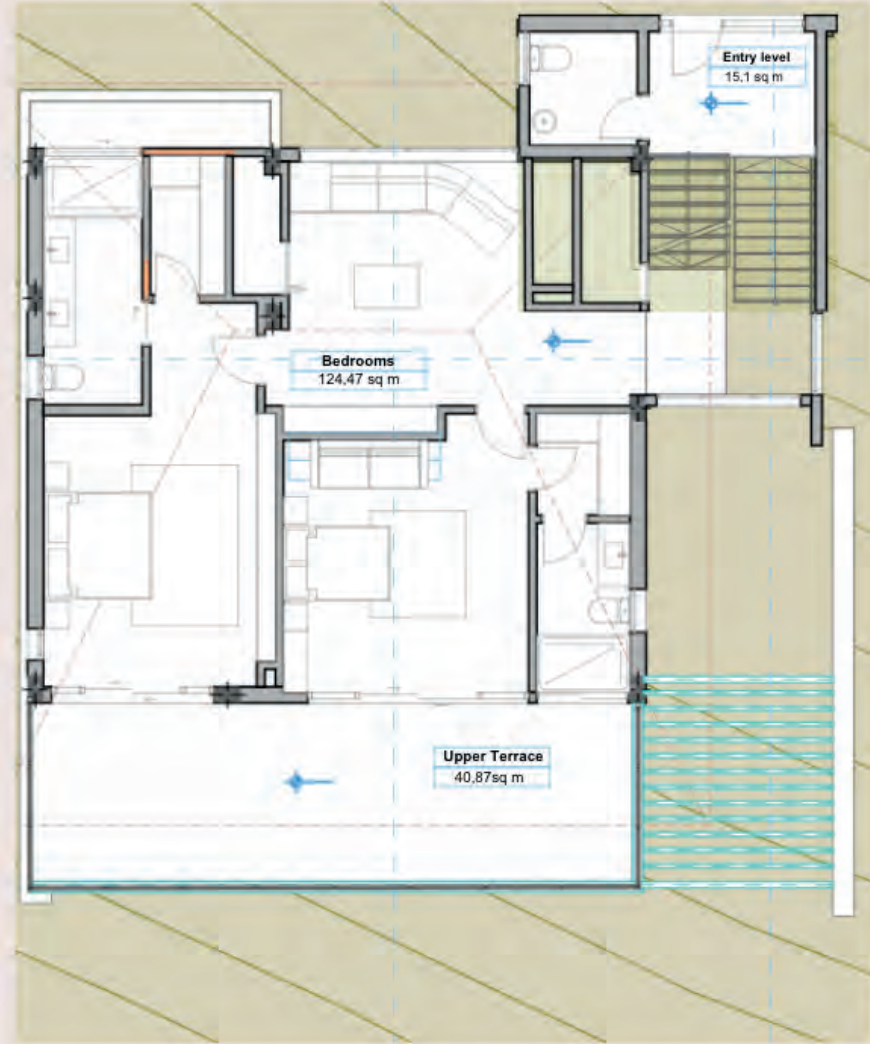 Entry level
15,1 sq m
Bedrooms
124,47 sq m
Upper Terrace
40,87sq m